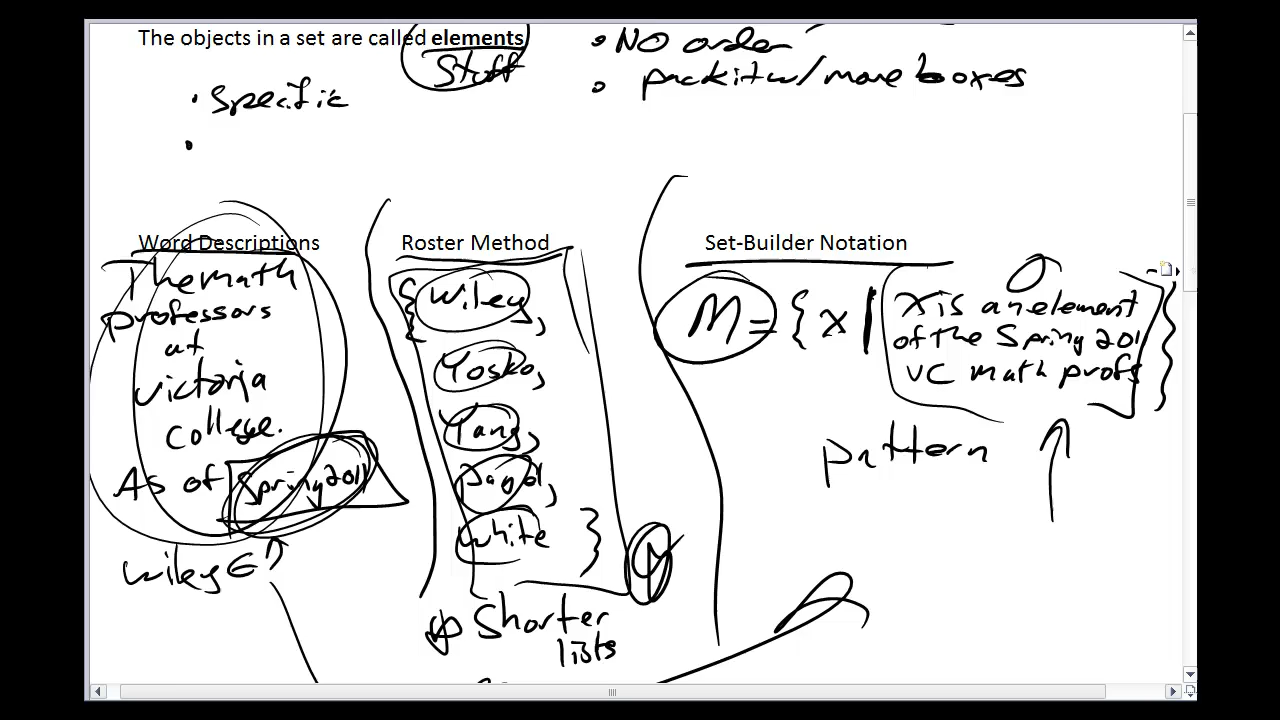 The objects in a set are called elements
Stuff
• NO order
• pack it w/ more boxes
• Specific
•
Word Descriptions
The math
professors
at
Victoria
College.
As of Spring 2011
Wiley ∈
Roster Method
{ Wiley,
Yosko,
Yang,
White }
Shorter
lists
Set-Builder Notation
M = { x | x is an element
of the Spring 2011
VC math profs }
pattern